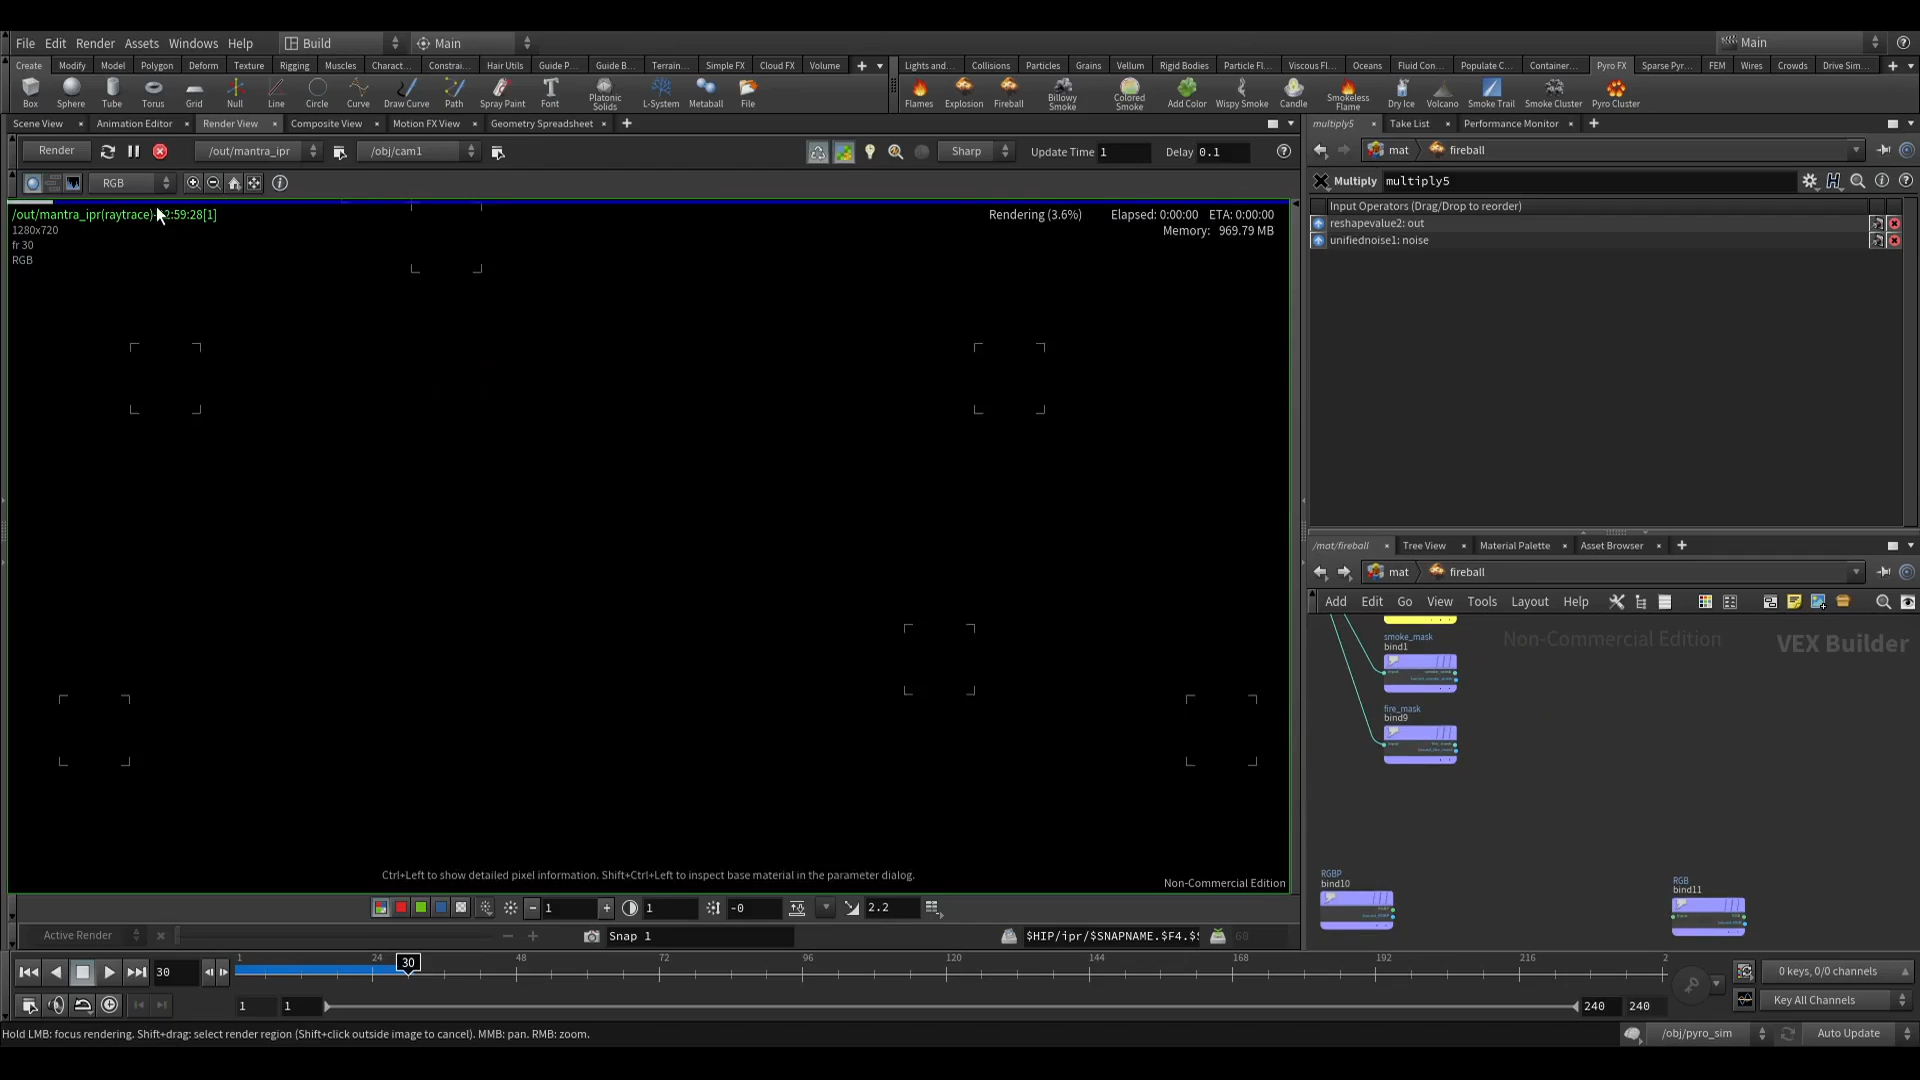 File Edit Render Assets Windows Help Build Main Main
Create Modify Model Polygon Deform Texture Rigging Muscles Charact... Constrai... Hair Utils Guide P... Guide B... Terrain... Simple FX Cloud FX Volume
Lights and... Collisions Particles Grains Vellum Rigid Bodies Particle Fl... Viscous Fl... Oceans Fluid Con... Populate C... Container... Pyro FX Sparse Pyr... FEM Wires Crowds Drive Sim...
Box Sphere Tube Torus Grid Null Line Circle Curve Draw Curve Path Spray Paint Font Platonic Solids L-System Metaball File
Flames Explosion Fireball Billowy Smoke Colored Smoke Add Color Wispy Smoke Candle Smokeless Flame Dry Ice Volcano Smoke Trail Smoke Cluster Pyro Cluster
Scene View Animation Editor Render View Composite View Motion FX View Geometry Spreadsheet
multiply5 Take List Performance Monitor
Render /out/mantra_ipr /obj/cam1 Sharp Update Time 1 Delay 0.1
mat fireball
RGB
Multiply multiply5
Input Operators (Drag/Drop to reorder)
reshapevalue2: out
unifiednoise1: noise
/out/mantra_ipr(raytrace) 2:59:28[1]
1280x720
fr 30
RGB
Rendering (3.6%) Elapsed: 0:00:00 ETA: 0:00:00
Memory: 969.79 MB
Ctrl+Left to show detailed pixel information. Shift+Ctrl+Left to inspect base material in the parameter dialog.
Non-Commercial Edition
/mat/fireball Tree View Material Palette Asset Browser
mat fireball
Add Edit Go View Tools Layout Help
Non-Commercial Edition VEX Builder
smoke_mask
bind1
fire_mask
bind9
RGBP
bind10
RGB
bind11
1 1 -0 2.2
Active Render Snap 1 $HIP/ipr/$SNAPNAME.$F4.$ 60
30 1 24 30 48 72 96 120 144 168 192 216 2
0 keys, 0/0 channels
1 1 240 240
Key All Channels
Hold LMB: focus rendering. Shift+drag: select render region (Shift+click outside image to cancel). MMB: pan. RMB: zoom.
/obj/pyro_sim Auto Update